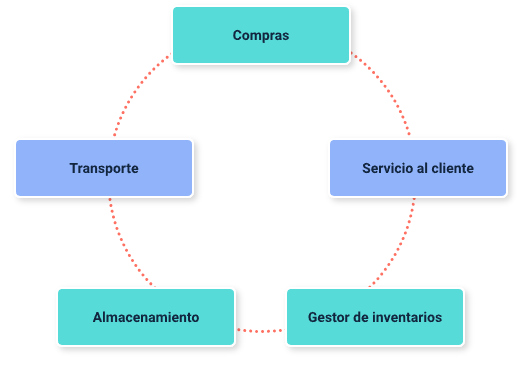 Compras
Transporte
Servicio al cliente
Almacenamiento
Gestor de inventarios